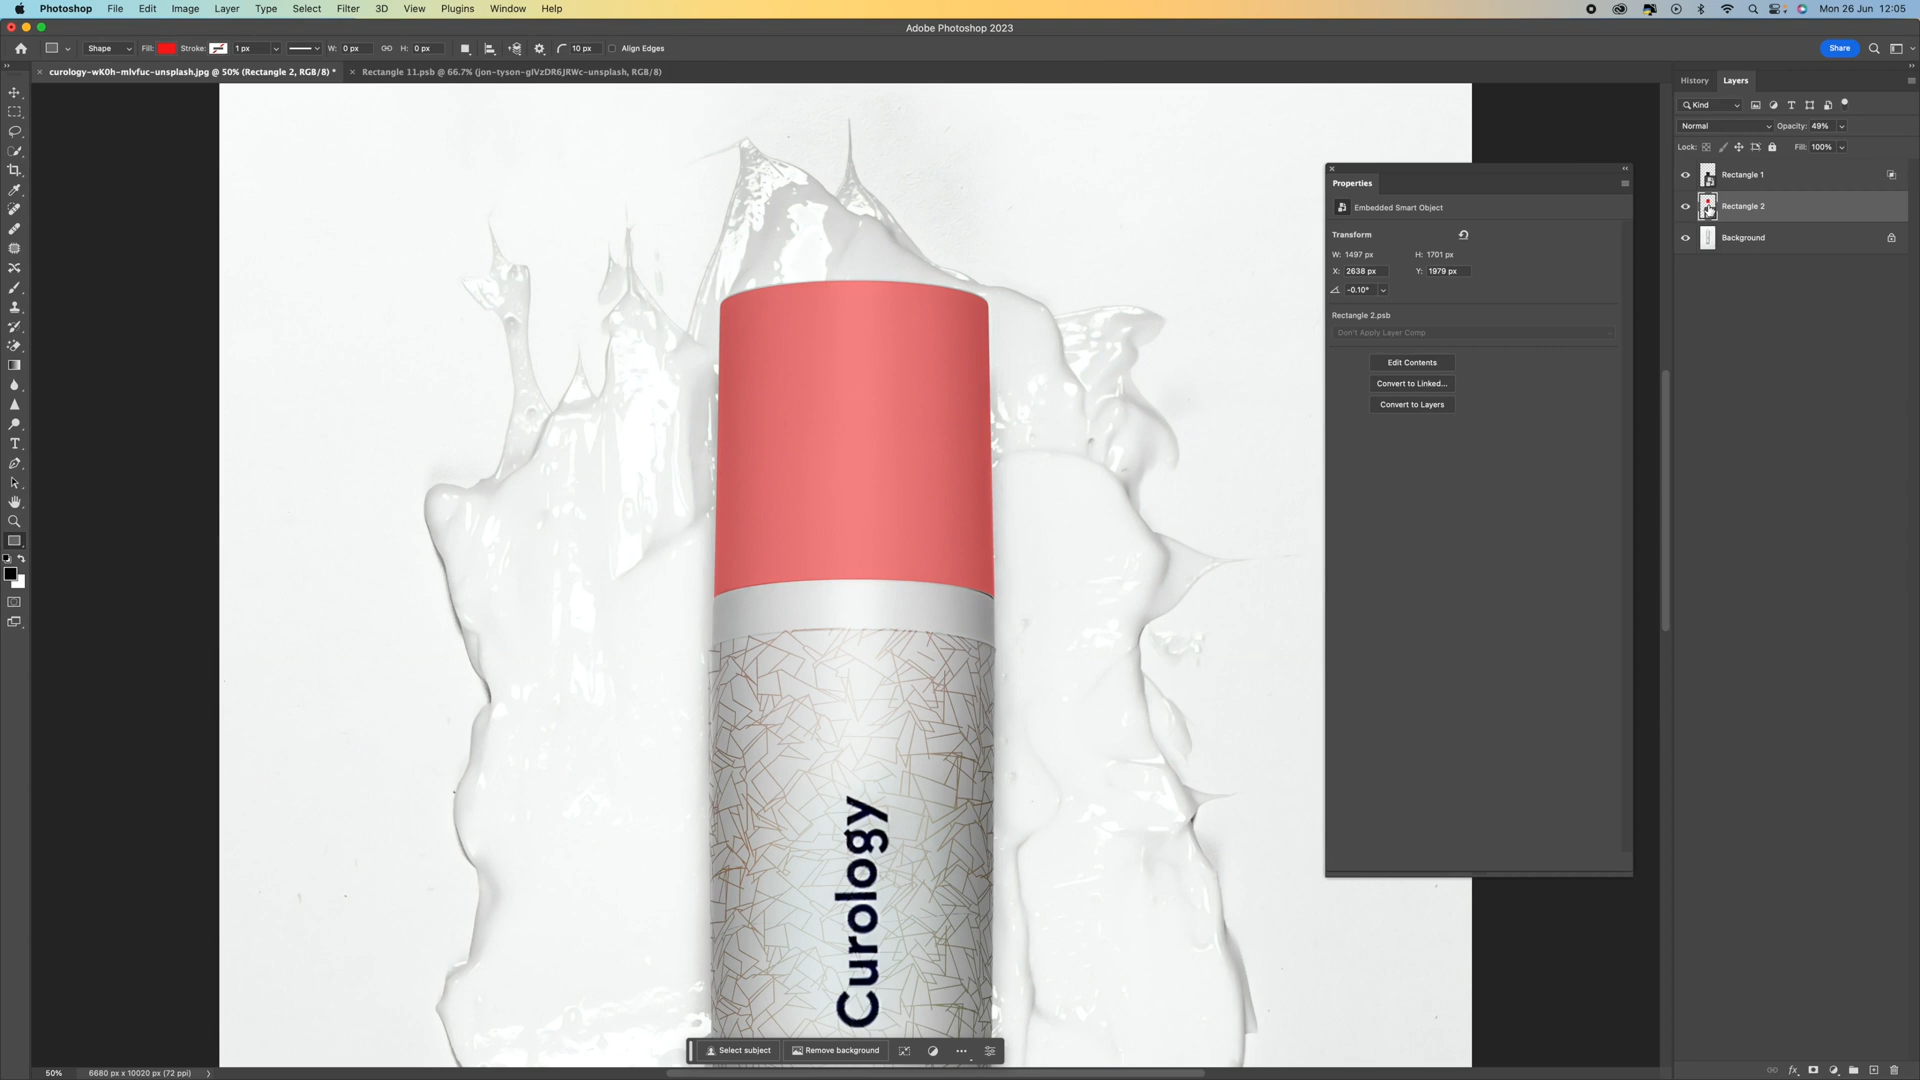 Photoshop File Edit Image Layer Type Select Filter 3D View Plugins Window Help Mon 26 Jun 12:05
Adobe Photoshop 2023
Shape Fill: Stroke: 1 px W: 0 px H: 0 px 10 px Align Edges Share
curology-wK0h-mlvfuc-unsplash.jpg @ 50% (Rectangle 2, RGB/8) * Rectangle 11.psb @ 66.7% (jon-tyson-gIVzDR6JRWc-unsplash, RGB/8)
History Layers
Kind
Normal Opacity: 49%
Lock: Fill: 100%
Rectangle 1
Rectangle 2
Background
Properties
Embedded Smart Object
Transform
W: 1497 px H: 1701 px
X: 2638 px Y: 1979 px
-0.10°
Rectangle 2.psb
Don't Apply Layer Comp
Edit Contents
Convert to Linked...
Convert to Layers
Curology
Select subject Remove background
50% 6680 px x 10020 px (72 ppi)